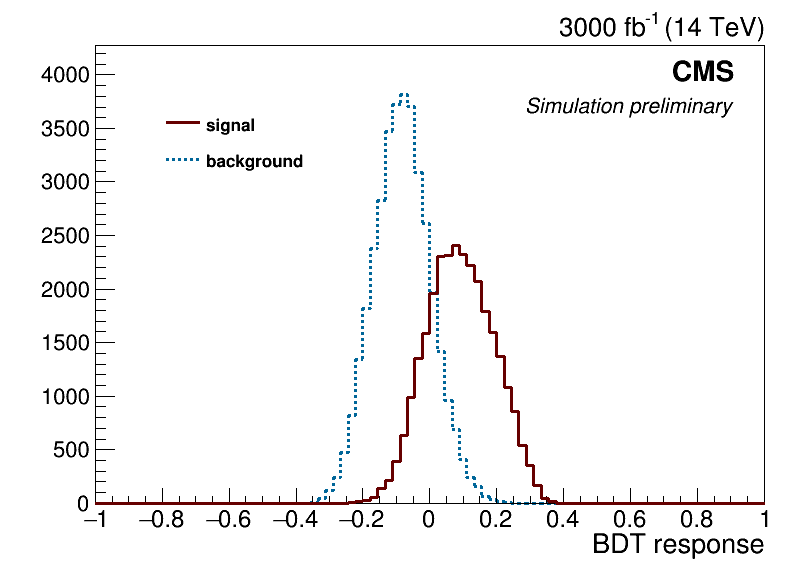 3000 fb-1 (14 TeV)
CMS
Simulation preliminary
signal
background
4000
3500
3000
2500
2000
1500
1000
500
0
−1 −0.8 −0.6 −0.4 −0.2 0 0.2 0.4 0.6 0.8 1
BDT response